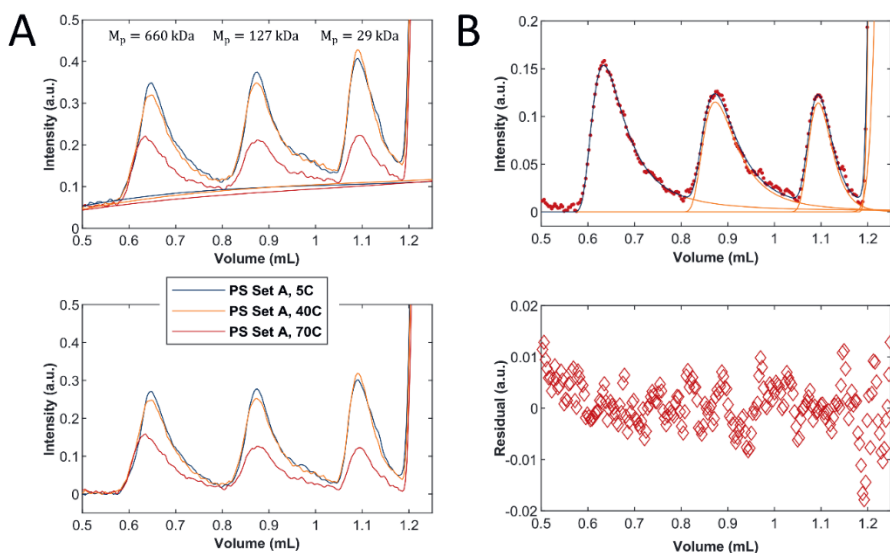 A
M_p = 660 kDa M_p = 127 kDa M_p = 29 kDa
0.5
0.4
0.3
0.2
0.1
0
Intensity (a.u.)
0.5 0.6 0.7 0.8 0.9 1 1.1 1.2
Volume (mL)
PS Set A, 5C
PS Set A, 40C
PS Set A, 70C
0.5
0.4
0.3
0.2
0.1
0
Intensity (a.u.)
0.5 0.6 0.7 0.8 0.9 1 1.1 1.2
Volume (mL)
B
0.2
0.15
0.1
0.05
0
Intensity (a.u.)
0.5 0.6 0.7 0.8 0.9 1 1.1 1.2
Volume (mL)
0.02
0.01
0
-0.01
-0.02
Residual (a.u.)
0.5 0.6 0.7 0.8 0.9 1 1.1 1.2
Volume (mL)